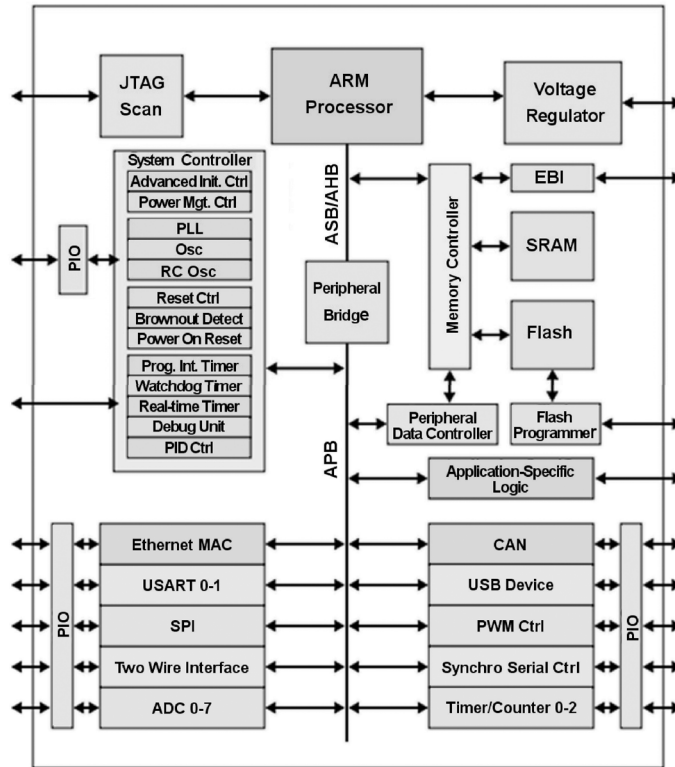 JTAG
Scan
ARM
Processor
Voltage
Regulator
System Controller
Advanced Init. Ctrl
Power Mgt. Ctrl
PLL
Osc
RC Osc
Reset Ctrl
Brownout Detect
Power On Reset
Prog. Int. Timer
Watchdog Timer
Real-time Timer
Debug Unit
PID Ctrl
PIO
ASB/AHB
Peripheral
Bridge
APB
Memory Controller
EBI
SRAM
Flash
Peripheral
Data Controller
Flash
Programmer
Application-Specific
Logic
PIO
Ethernet MAC
USART 0-1
SPI
Two Wire Interface
ADC 0-7
CAN
USB Device
PWM Ctrl
Synchro Serial Ctrl
Timer/Counter 0-2
PIO